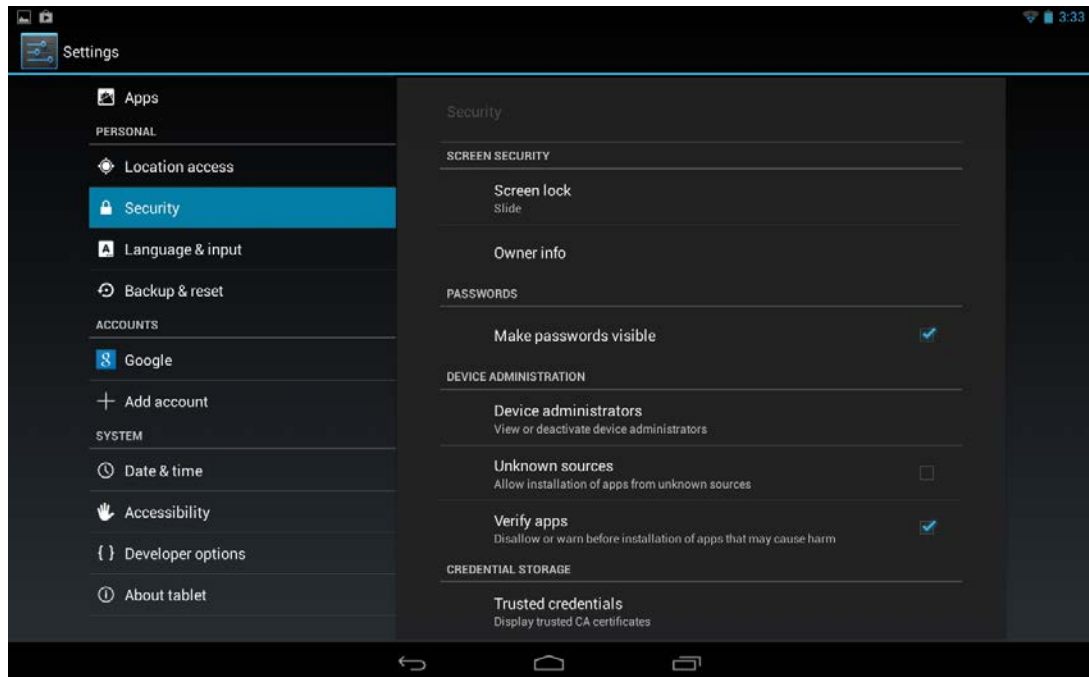 3:33
Settings
Apps
PERSONAL
Location access
Security
Language & input
Backup & reset
ACCOUNTS
Google
Add account
SYSTEM
Date & time
Accessibility
{ } Developer options
About tablet
Security
SCREEN SECURITY
Screen lock
Slide
Owner info
PASSWORDS
Make passwords visible
DEVICE ADMINISTRATION
Device administrators
View or deactivate device administrators
Unknown sources
Allow installation of apps from unknown sources
Verify apps
Disallow or warn before installation of apps that may cause harm
CREDENTIAL STORAGE
Trusted credentials
Display trusted CA certificates